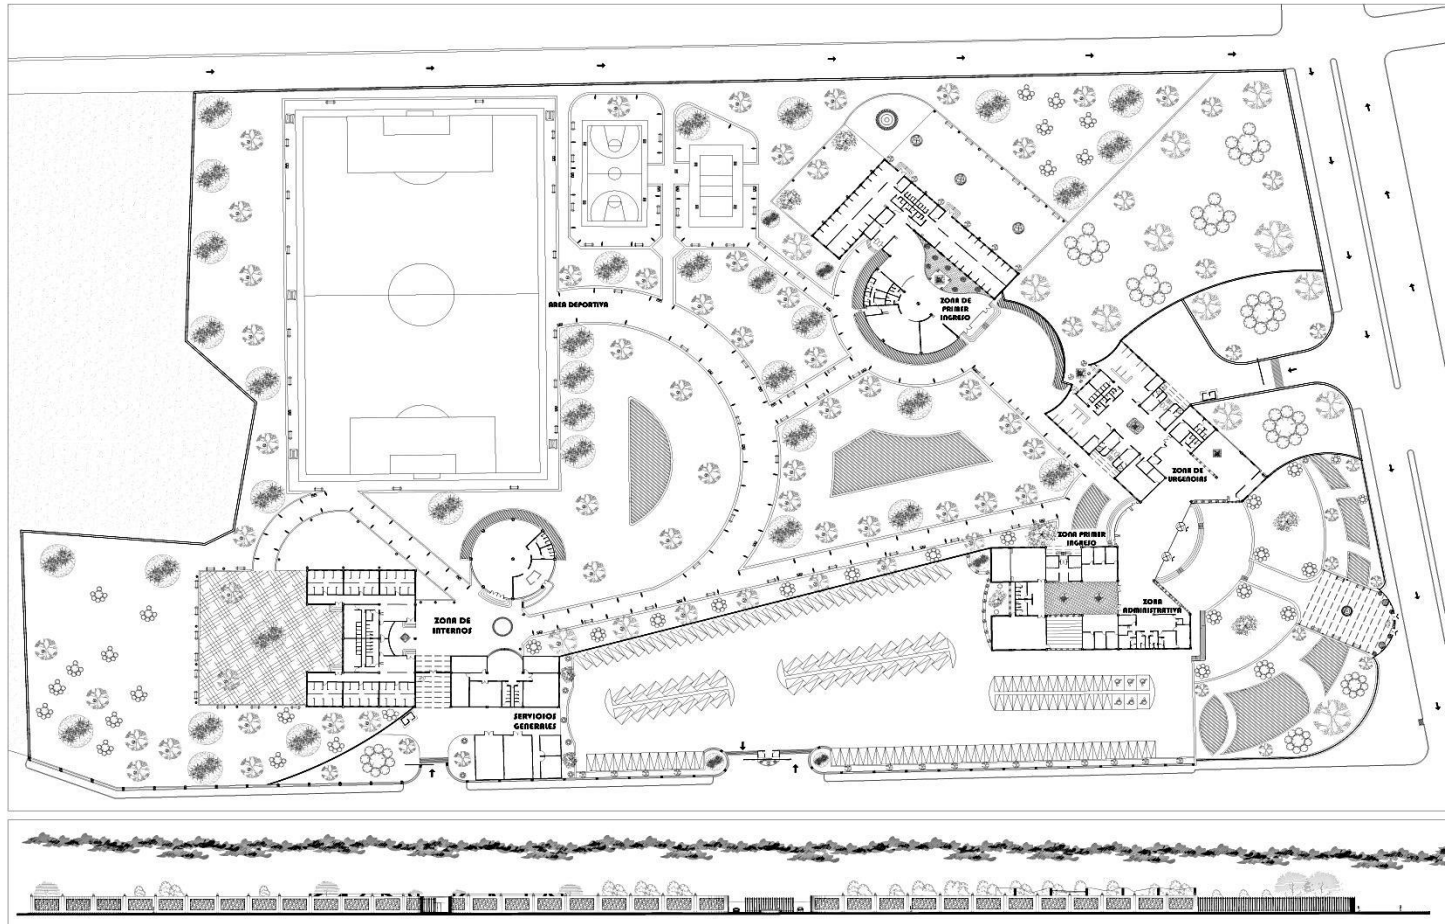 AREA DEPORTIVA
ZONA DE
PRIMER
INGRESO
ZONA DE
URGENCIAS
ZONA PRIMER
INGRESO
ZONA
ADMINISTRATIVA
ZONA DE
INTERNOS
SERVICIOS
GENERALES